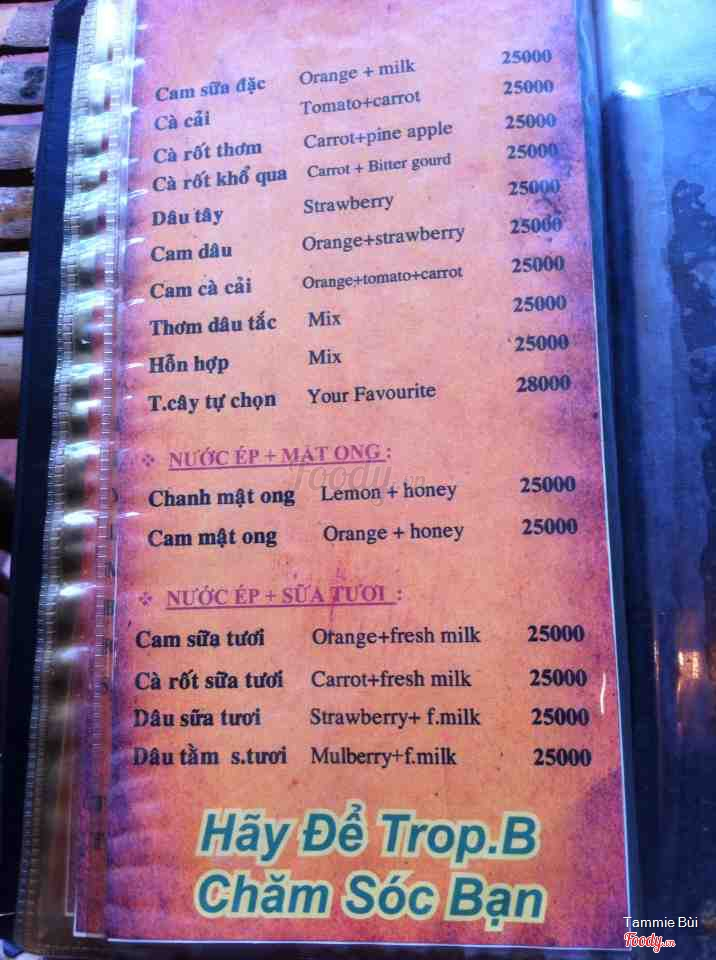 Cam sữa đặc Orange + milk 25000
Cà cải Tomato+carrot 25000
Cà rốt thơm Carrot+pine apple 25000
Cà rốt khổ qua Carrot + Bitter gourd 25000
Dâu tây Strawberry 25000
Cam dâu Orange+strawberry 25000
Cam cà cải Orange+tomato+carrot 25000
Thơm dâu tắc Mix 25000
Hỗn hợp Mix 25000
T.cây tự chọn Your Favourite 28000
NƯỚC ÉP + MẬT ONG :
Chanh mật ong Lemon + honey 25000
Cam mật ong Orange + honey 25000
NƯỚC ÉP + SỮA TƯƠI :
Cam sữa tươi Orange+fresh milk 25000
Cà rốt sữa tươi Carrot+fresh milk 25000
Dâu sữa tươi Strawberry+ f.milk 25000
Dâu tằm s.tươi Mulberry+f.milk 25000
Hãy Để Trop.B
Chăm Sóc Bạn
Foody.vn
Tammie Bùi
Foody.vn